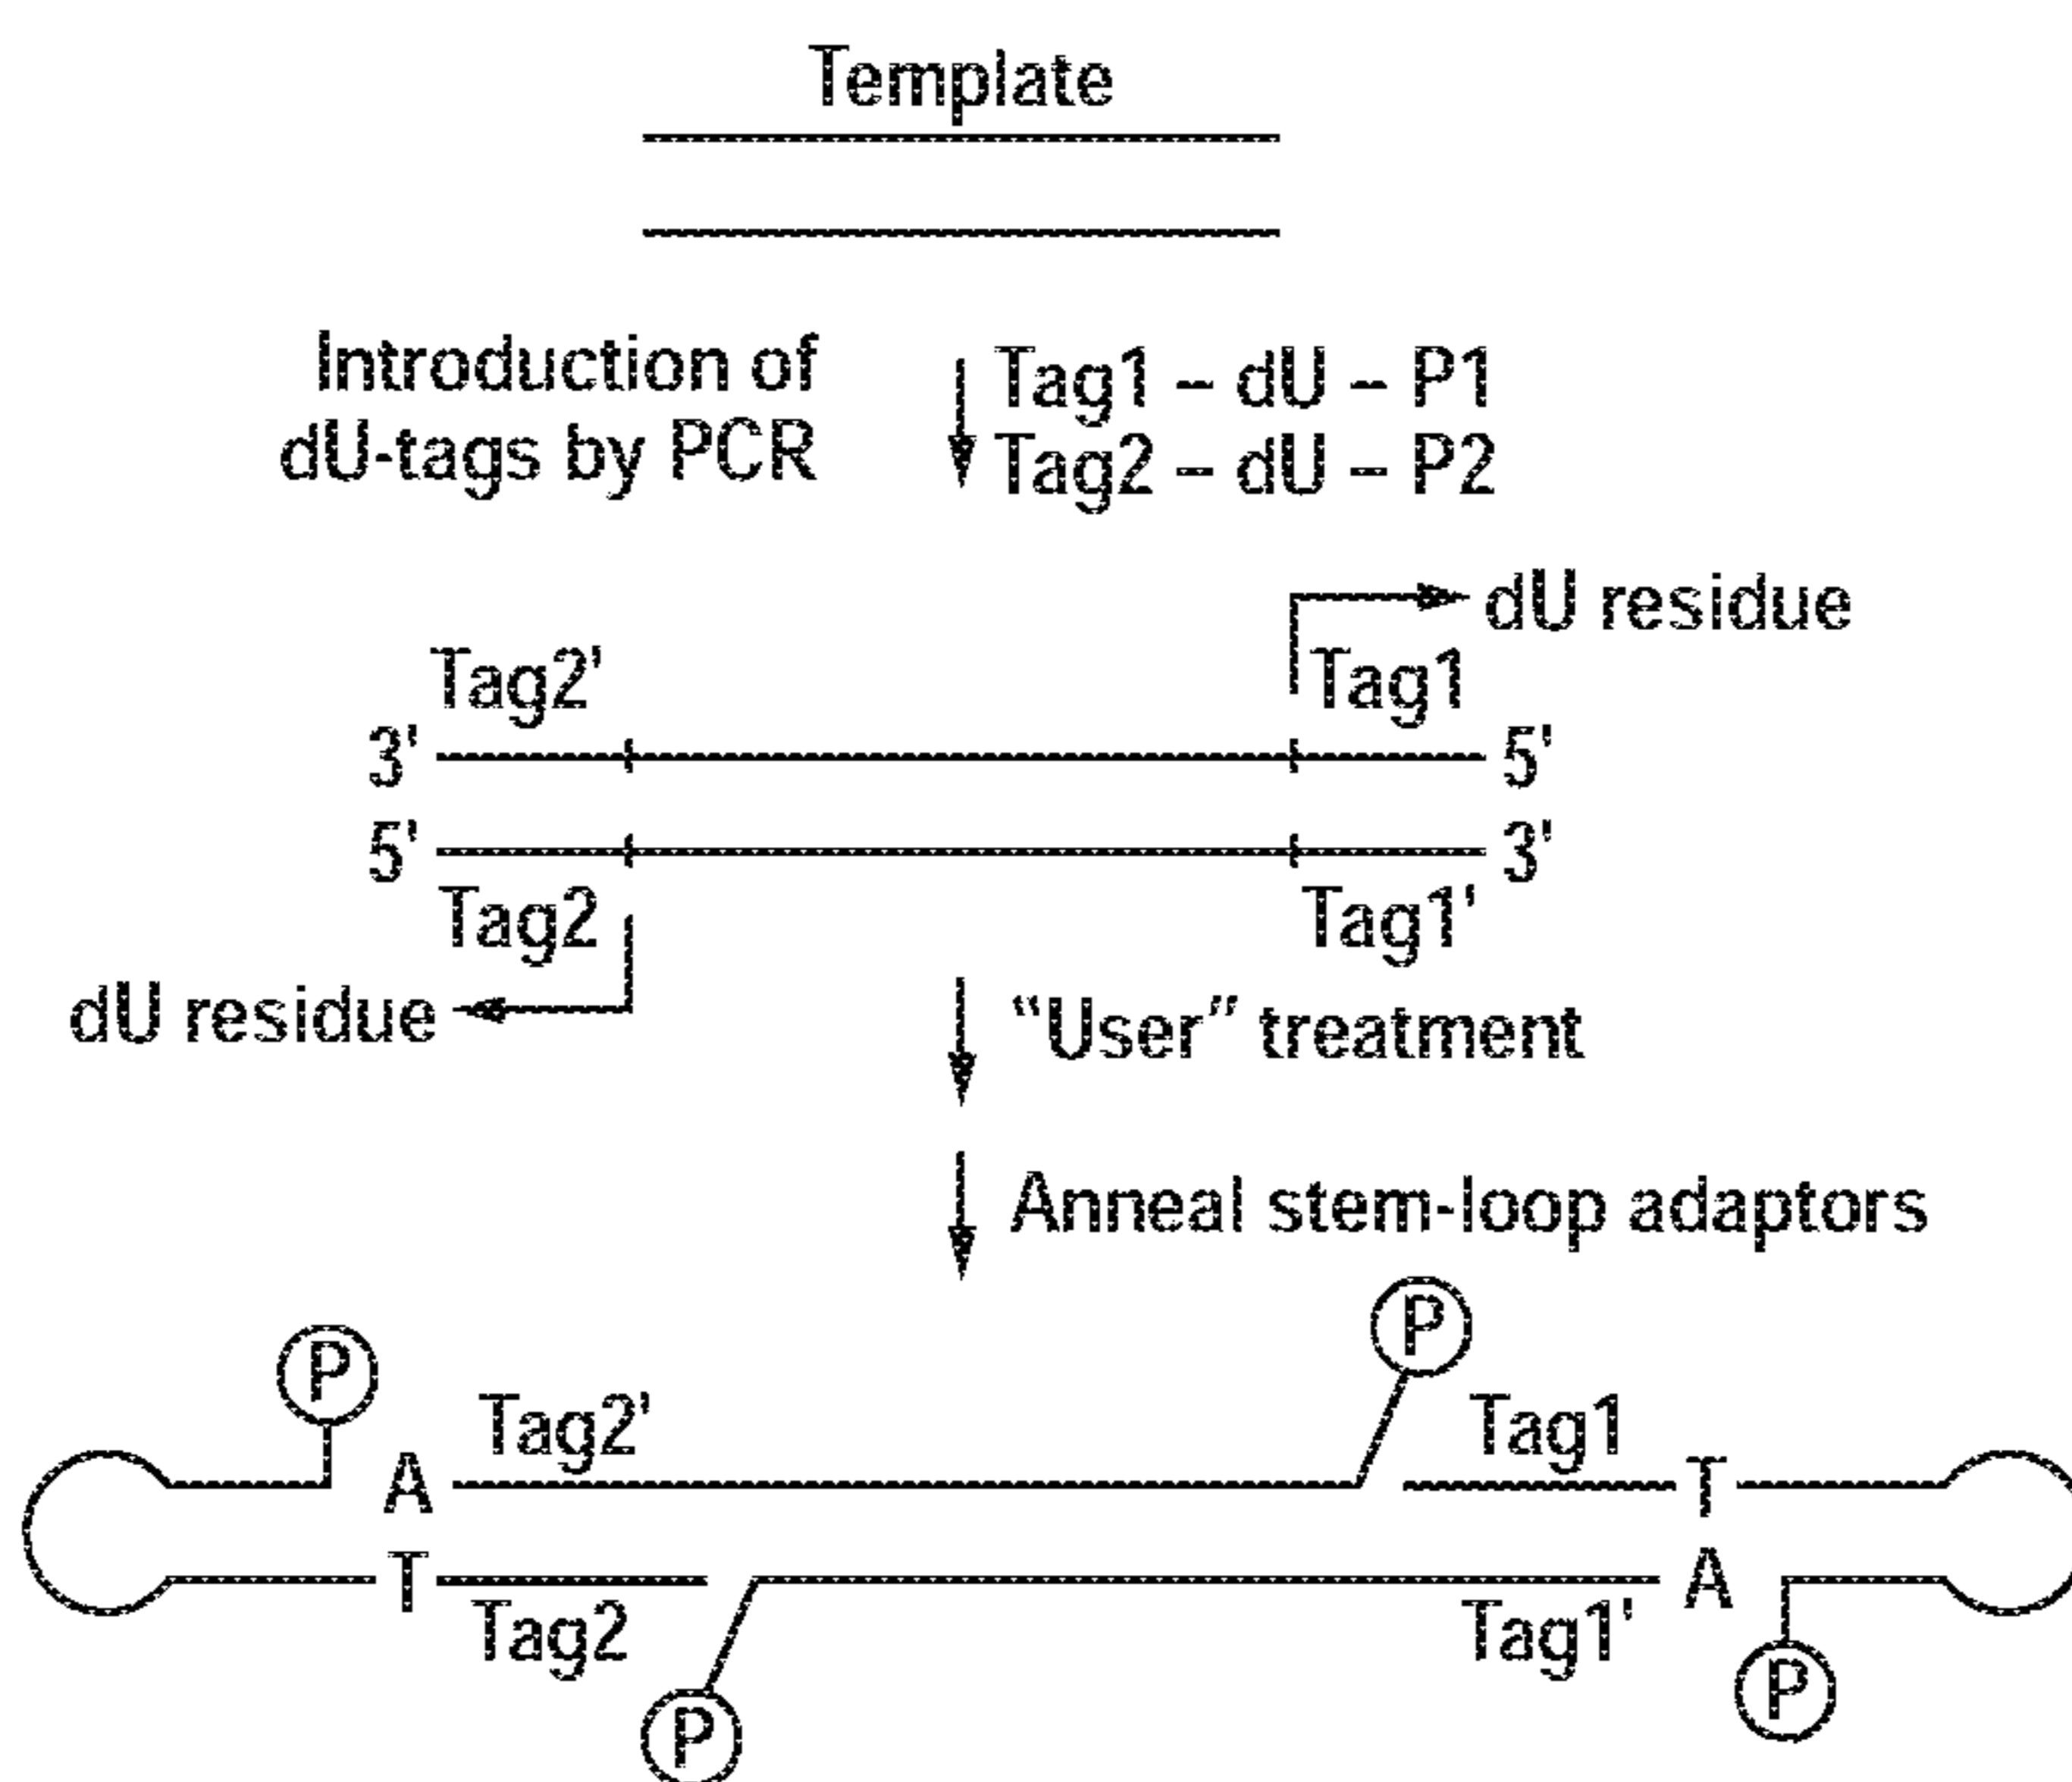 Template
Introduction of
dU-tags by PCR
Tag1 – dU – P1
Tag2 – dU – P2
dU residue
Tag2' Tag1
3' 5'
5' 3'
Tag2 Tag1'
dU residue
“User” treatment
Anneal stem-loop adaptors
P
P
Tag2' Tag1
A T
T A
Tag2 Tag1'
P
P